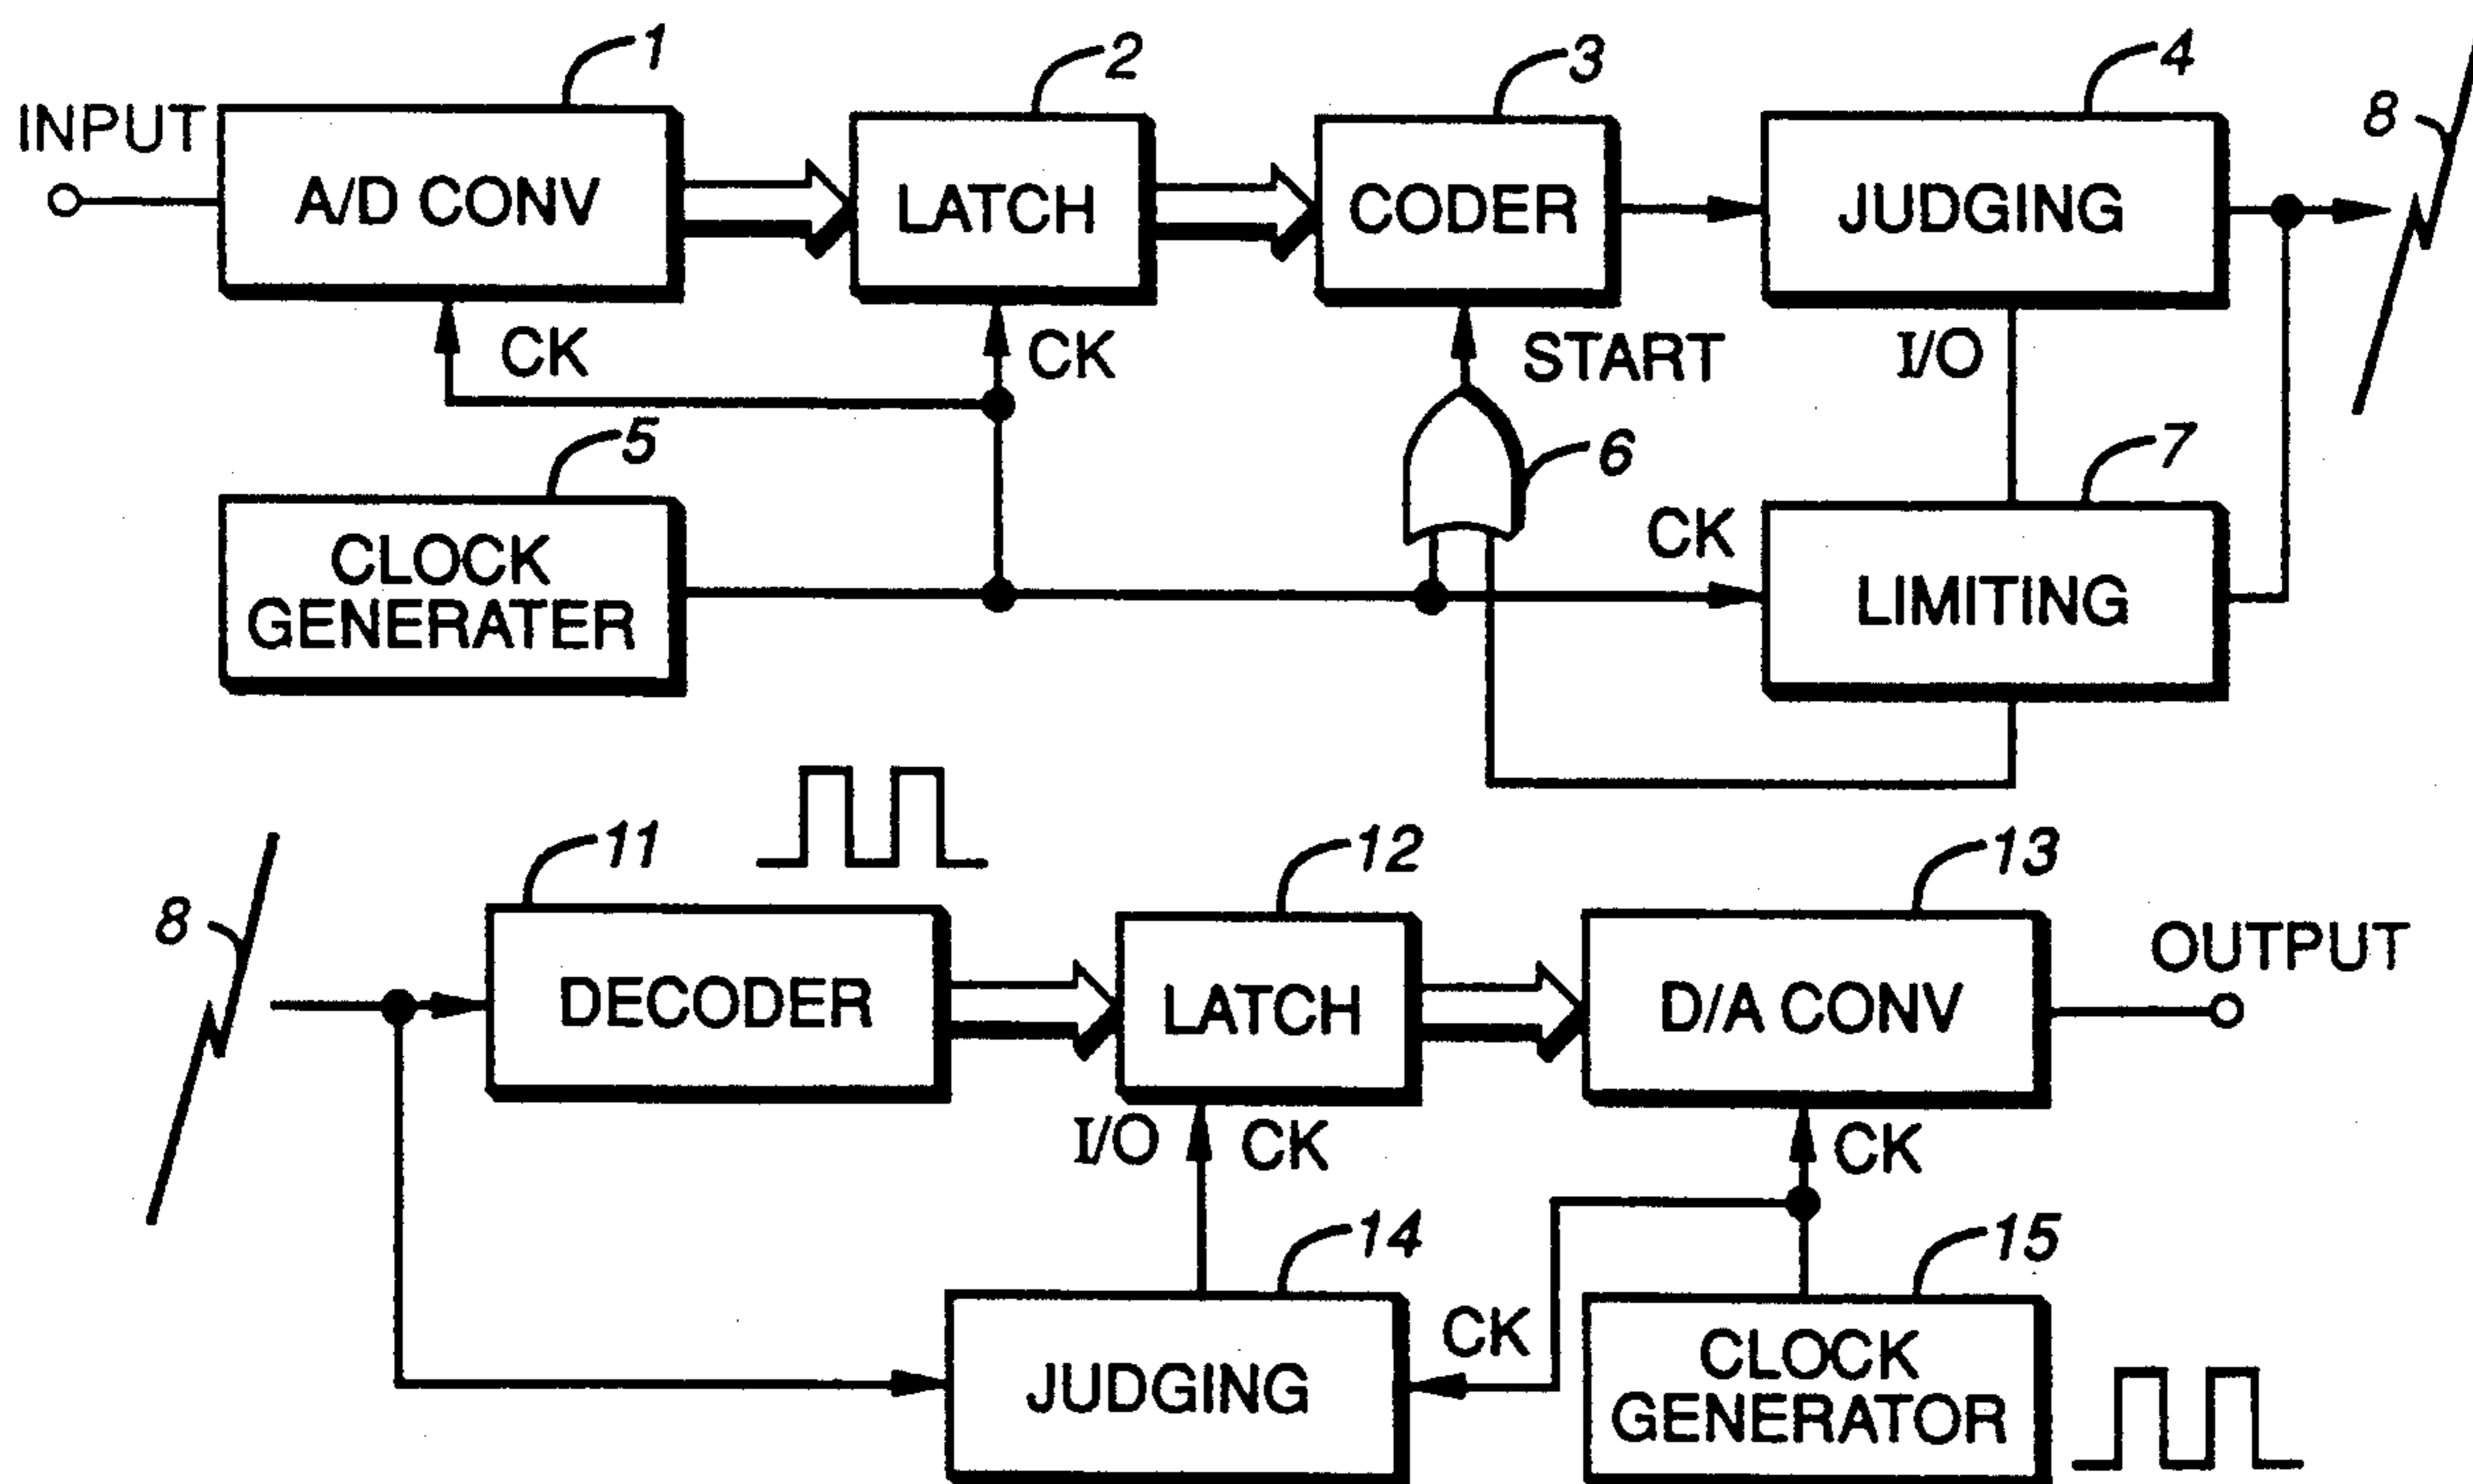 1
2
3
4
8
INPUT
A/D CONV
LATCH
CODER
JUDGING
CK
CK
START
I/O
5
6
7
CK
CLOCK
GENERATER
LIMITING
8
11
12
13
OUTPUT
DECODER
LATCH
D/A CONV
I/O
CK
CK
14
15
CK
JUDGING
CLOCK
GENERATOR